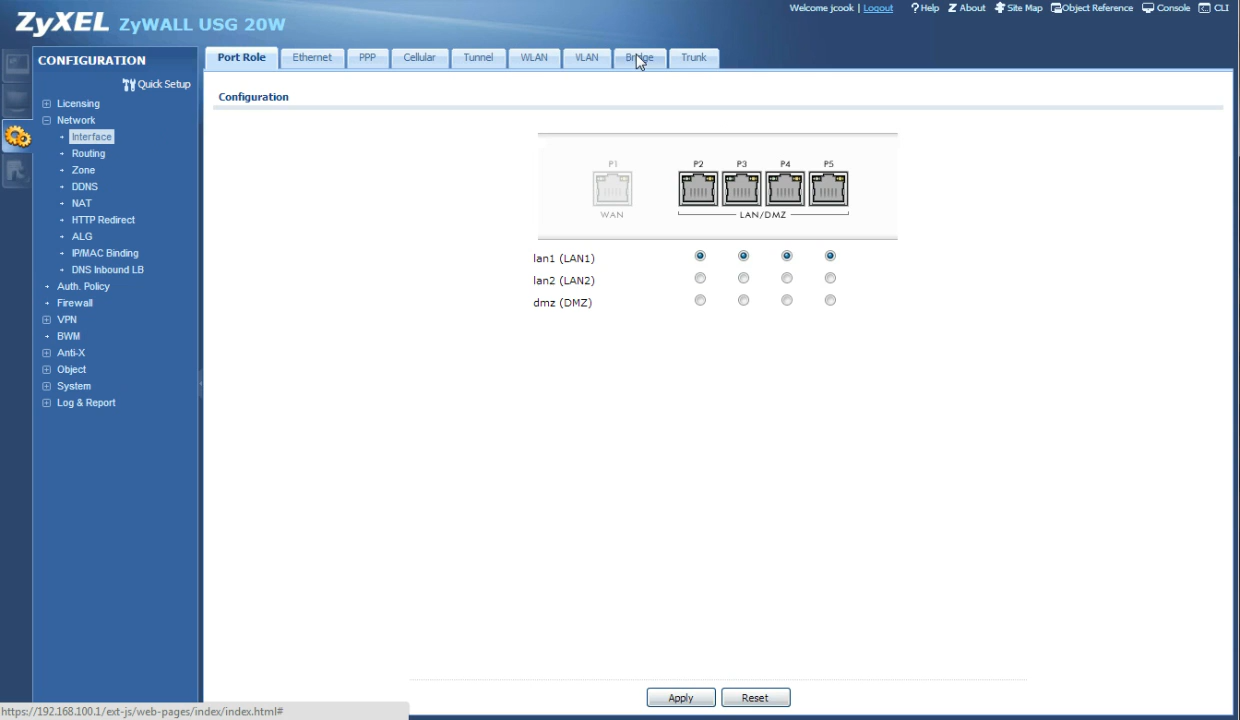 ZyXEL ZyWALL USG 20W
Welcome jcook | Logout ? Help Z About Site Map Object Reference Console CLI
CONFIGURATION
Quick Setup
Licensing
Network
Interface
Routing
Zone
DDNS
NAT
HTTP Redirect
ALG
IP/MAC Binding
DNS Inbound LB
Auth. Policy
Firewall
VPN
BWM
Anti-X
Object
System
Log & Report
Port Role Ethernet PPP Cellular Tunnel WLAN VLAN Bridge Trunk
Configuration
P1 P2 P3 P4 P5
WAN LAN/DMZ
lan1 (LAN1)
lan2 (LAN2)
dmz (DMZ)
Apply Reset
https://192.168.100.1/ext-js/web-pages/index/index.html#